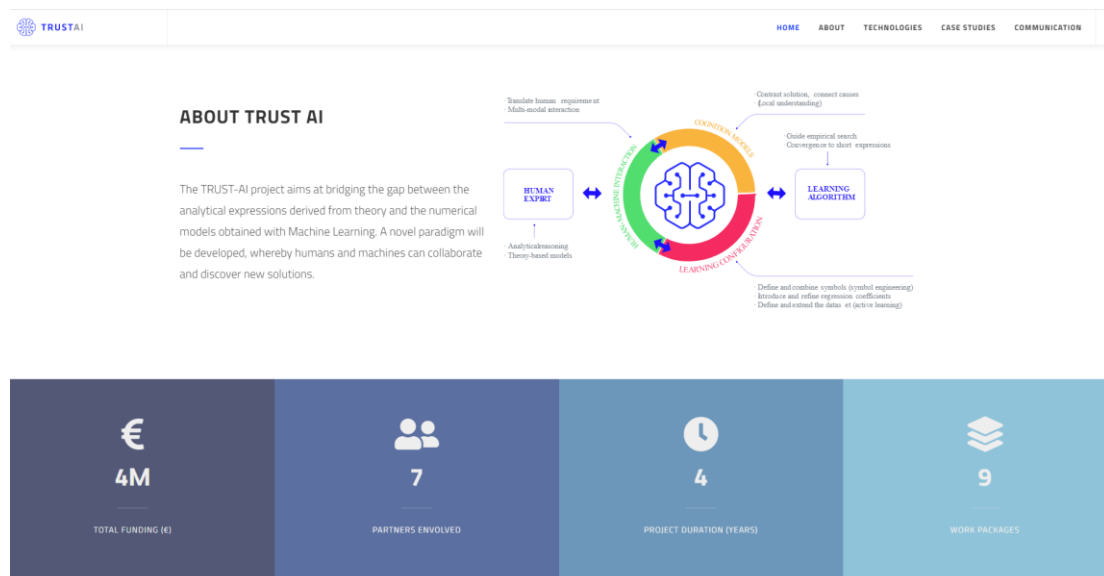 TRUSTAI
HOME ABOUT TECHNOLOGIES CASE STUDIES COMMUNICATION
ABOUT TRUST AI
The TRUST-AI project aims at bridging the gap between the
analytical expressions derived from theory and the numerical
models obtained with Machine Learning. A novel paradigm will
be developed, whereby humans and machines can collaborate
and discover new solutions.
· Translate human requirement
· Multi-modal interaction
· Contrast solution, connect causes
· (Local understanding)
COGNITION MODELS
· Guide empirical search
· Convergence to short expressions
HUMAN-MACHINE INTERACTION
HUMAN
EXPERT
LEARNING
ALGORITHM
· Analyticalreasoning
· Theory-based models
LEARNING CONFIGURATION
· Define and combine symbols (symbol engineering)
· Introduce and refine regression coefficients
· Define and extend the datas et (active learning)
€
4M
TOTAL FUNDING (€)
7
PARTNERS ENVOLVED
4
PROJECT DURATION (YEARS)
9
WORK PACKAGES